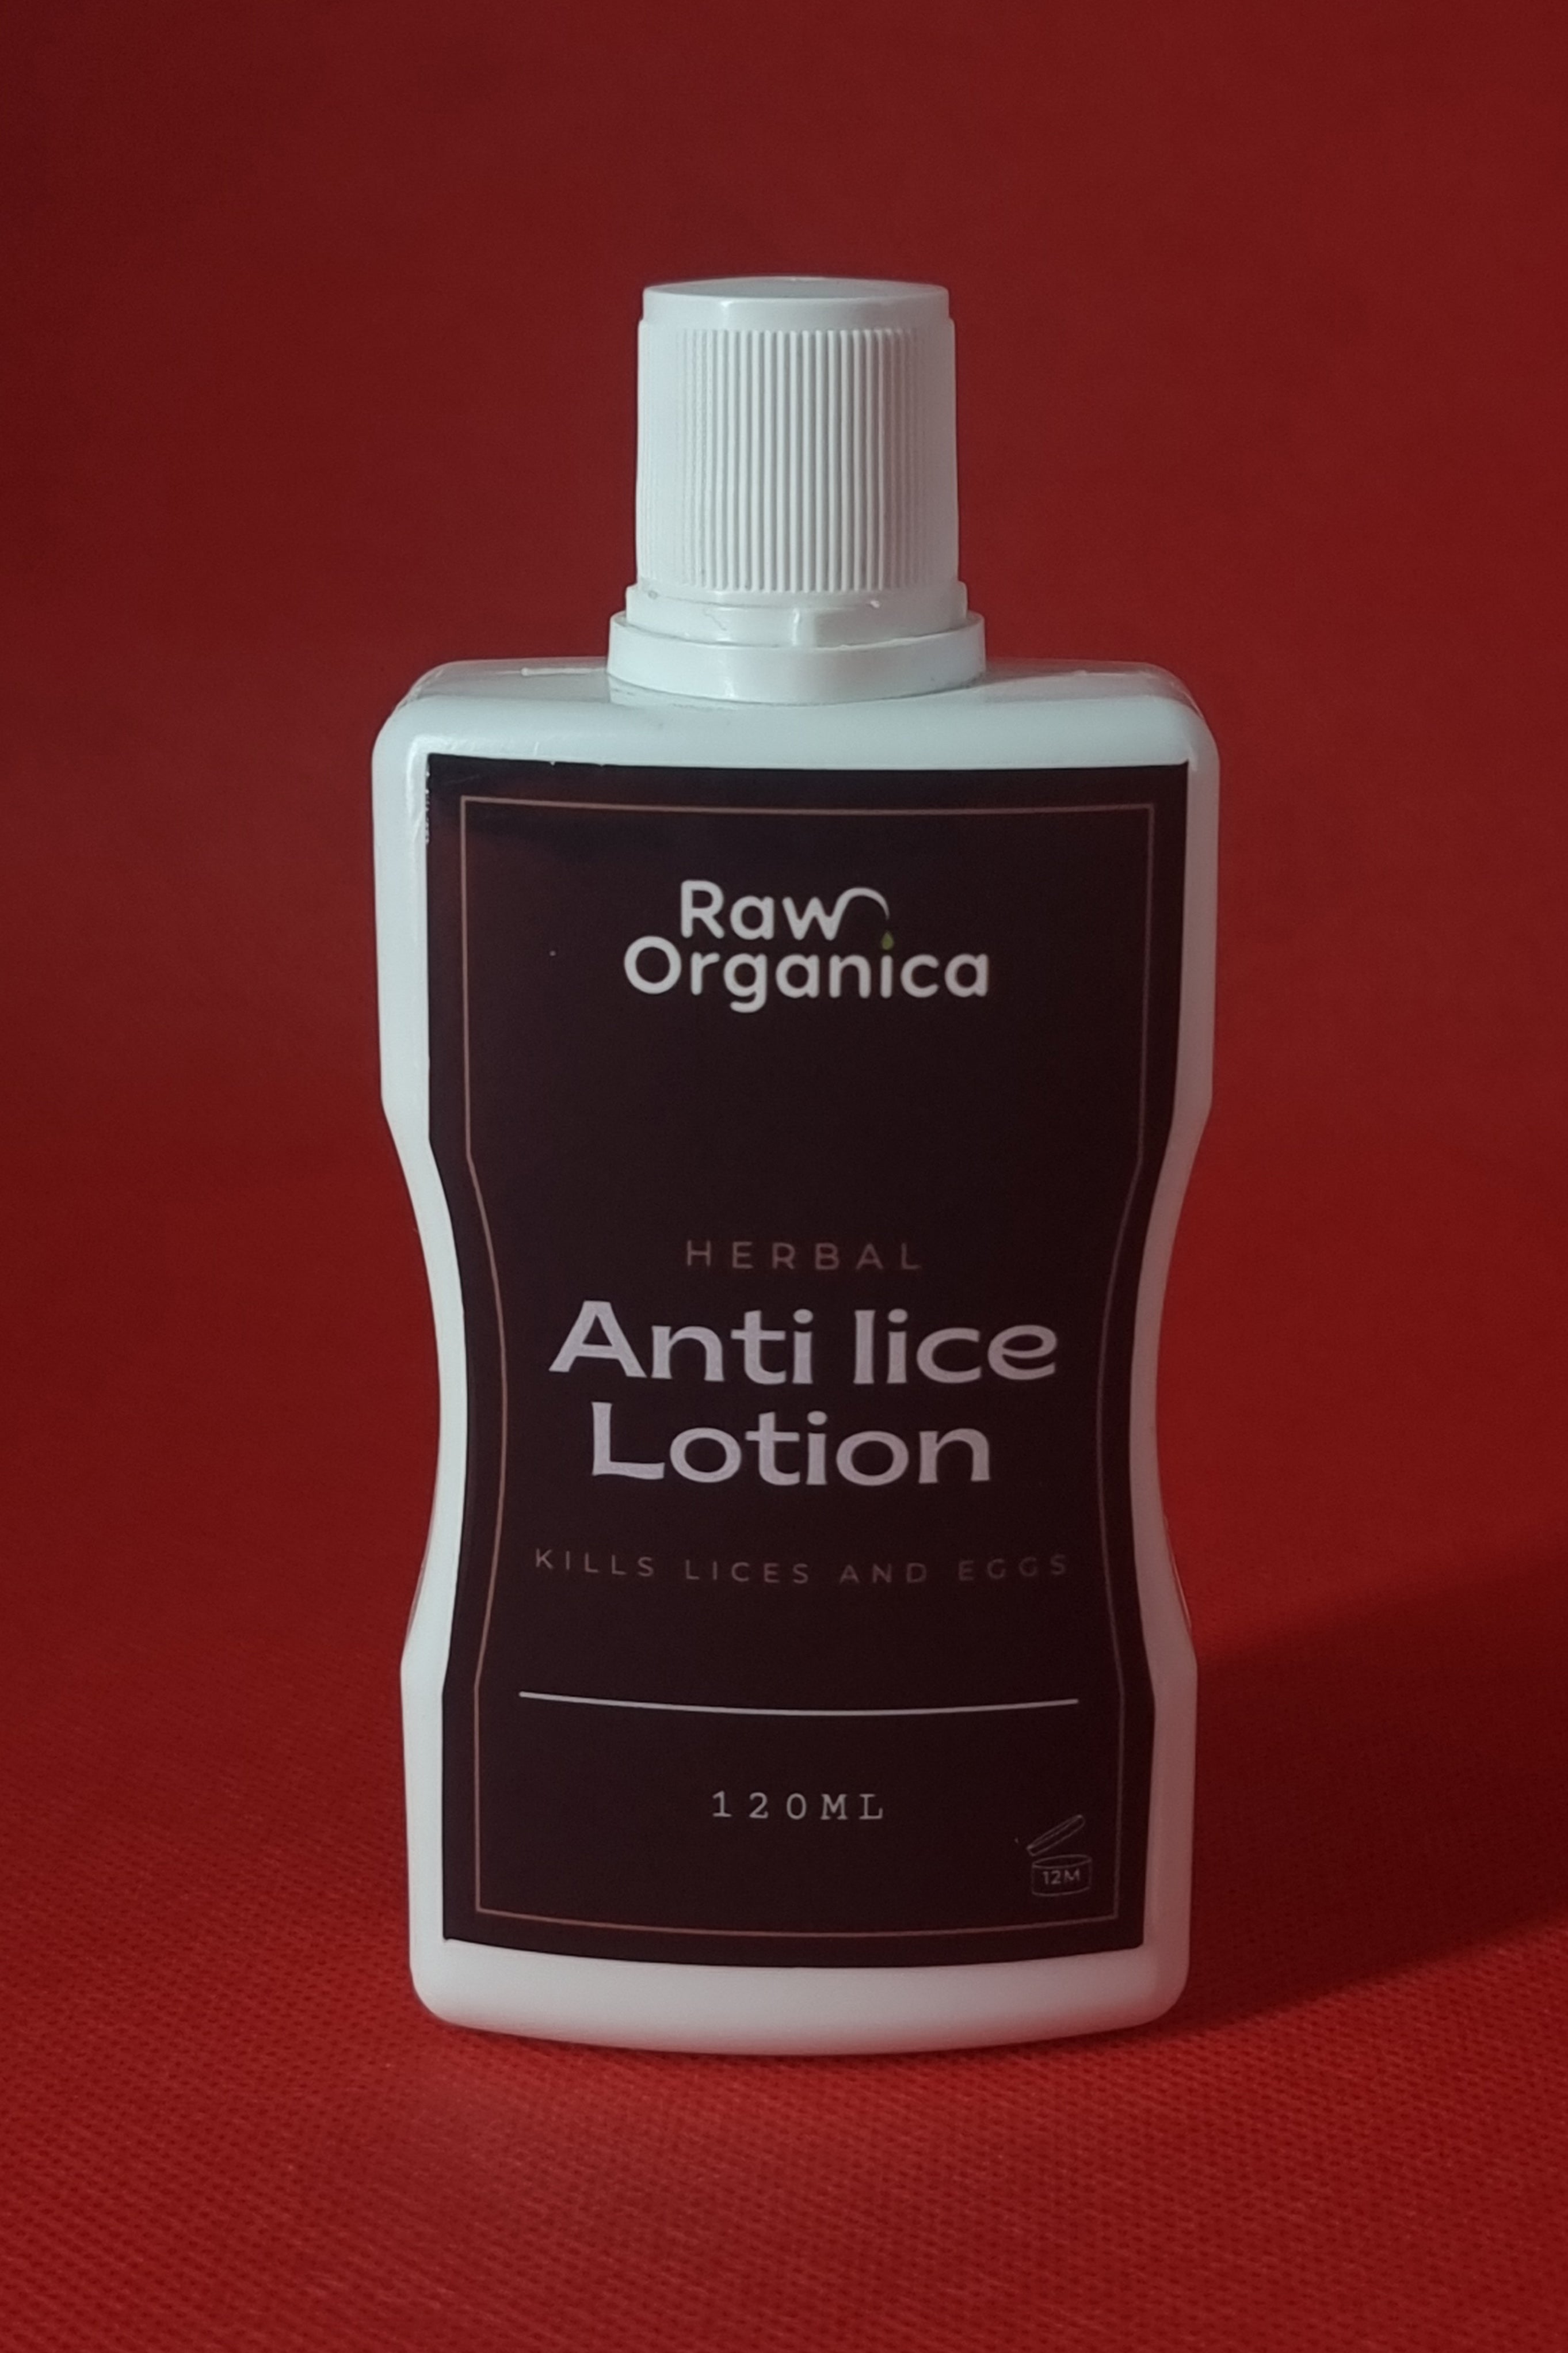 Raw
Organica
HERBAL
Anti lice
Lotion
KILLS LICES AND EGGS
120ML
12M